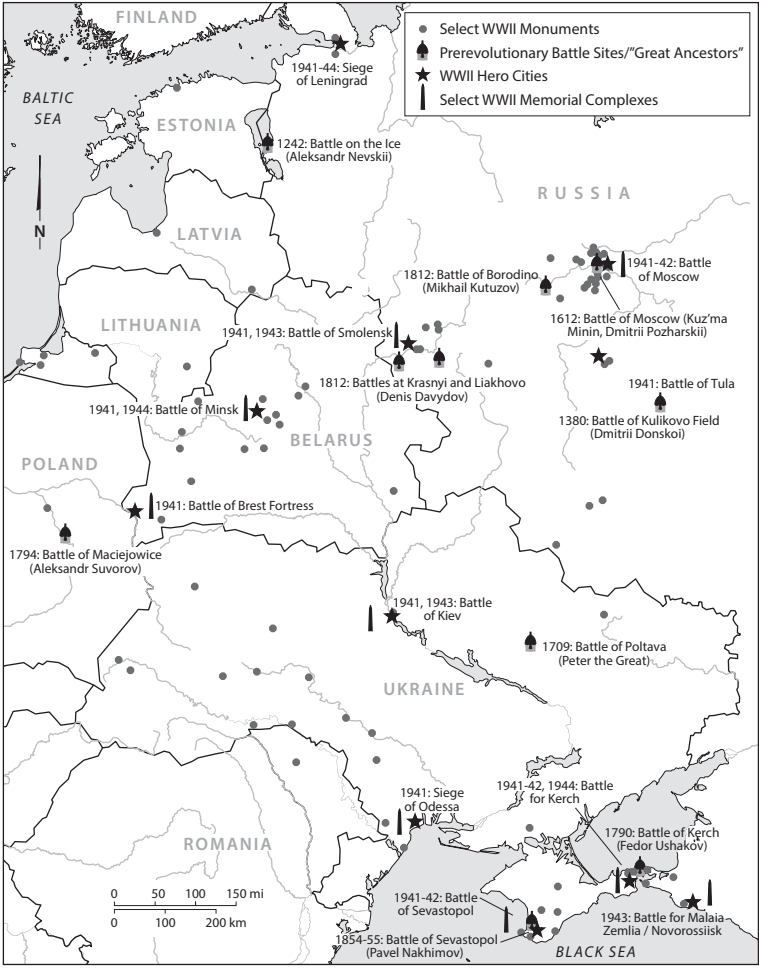 FINLAND
Select WWII Monuments
Prerevolutionary Battle Sites/"Great Ancestors"
WWII Hero Cities
Select WWII Memorial Complexes
1941-44: Siege
of Leningrad
BALTIC
SEA
ESTONIA
1242: Battle on the Ice
(Aleksandr Nevskii)
N
RUSSIA
LATVIA
1941-42: Battle
of Moscow
1812: Battle of Borodino
(Mikhail Kutuzov)
1612: Battle of Moscow (Kuz'ma
Minin, Dmitrii Pozharskii)
LITHUANIA
1941, 1943: Battle of Smolensk
1812: Battles at Krasnyi and Liakhovo
(Denis Davydov)
1941: Battle of Tula
1380: Battle of Kulikovo Field
(Dmitrii Donskoi)
1941, 1944: Battle of Minsk
BELARUS
POLAND
1941: Battle of Brest Fortress
1794: Battle of Maciejowice
(Aleksandr Suvorov)
1941, 1943: Battle
of Kiev
1709: Battle of Poltava
(Peter the Great)
UKRAINE
1941: Siege
of Odessa
1941-42, 1944: Battle
for Kerch
1790: Battle of Kerch
(Fedor Ushakov)
ROMANIA
0 50 100 150 mi
0 100 200 km
1941-42: Battle
of Sevastopol
1854-55: Battle of Sevastopol
(Pavel Nakhimov)
1943: Battle for Malaia
Zemlia / Novorossiisk
BLACK SEA